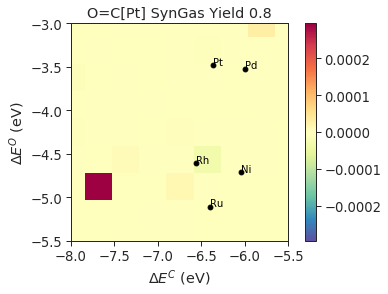 O=C[Pt] SynGas Yield 0.8
−3.0
−3.5
−4.0
−4.5
−5.0
−5.5
ΔE^O (eV)
Pt
Pd
Rh
Ni
Ru
−8.0 −7.5 −7.0 −6.5 −6.0 −5.5
ΔE^C (eV)
0.0002
0.0001
0.0000
−0.0001
−0.0002